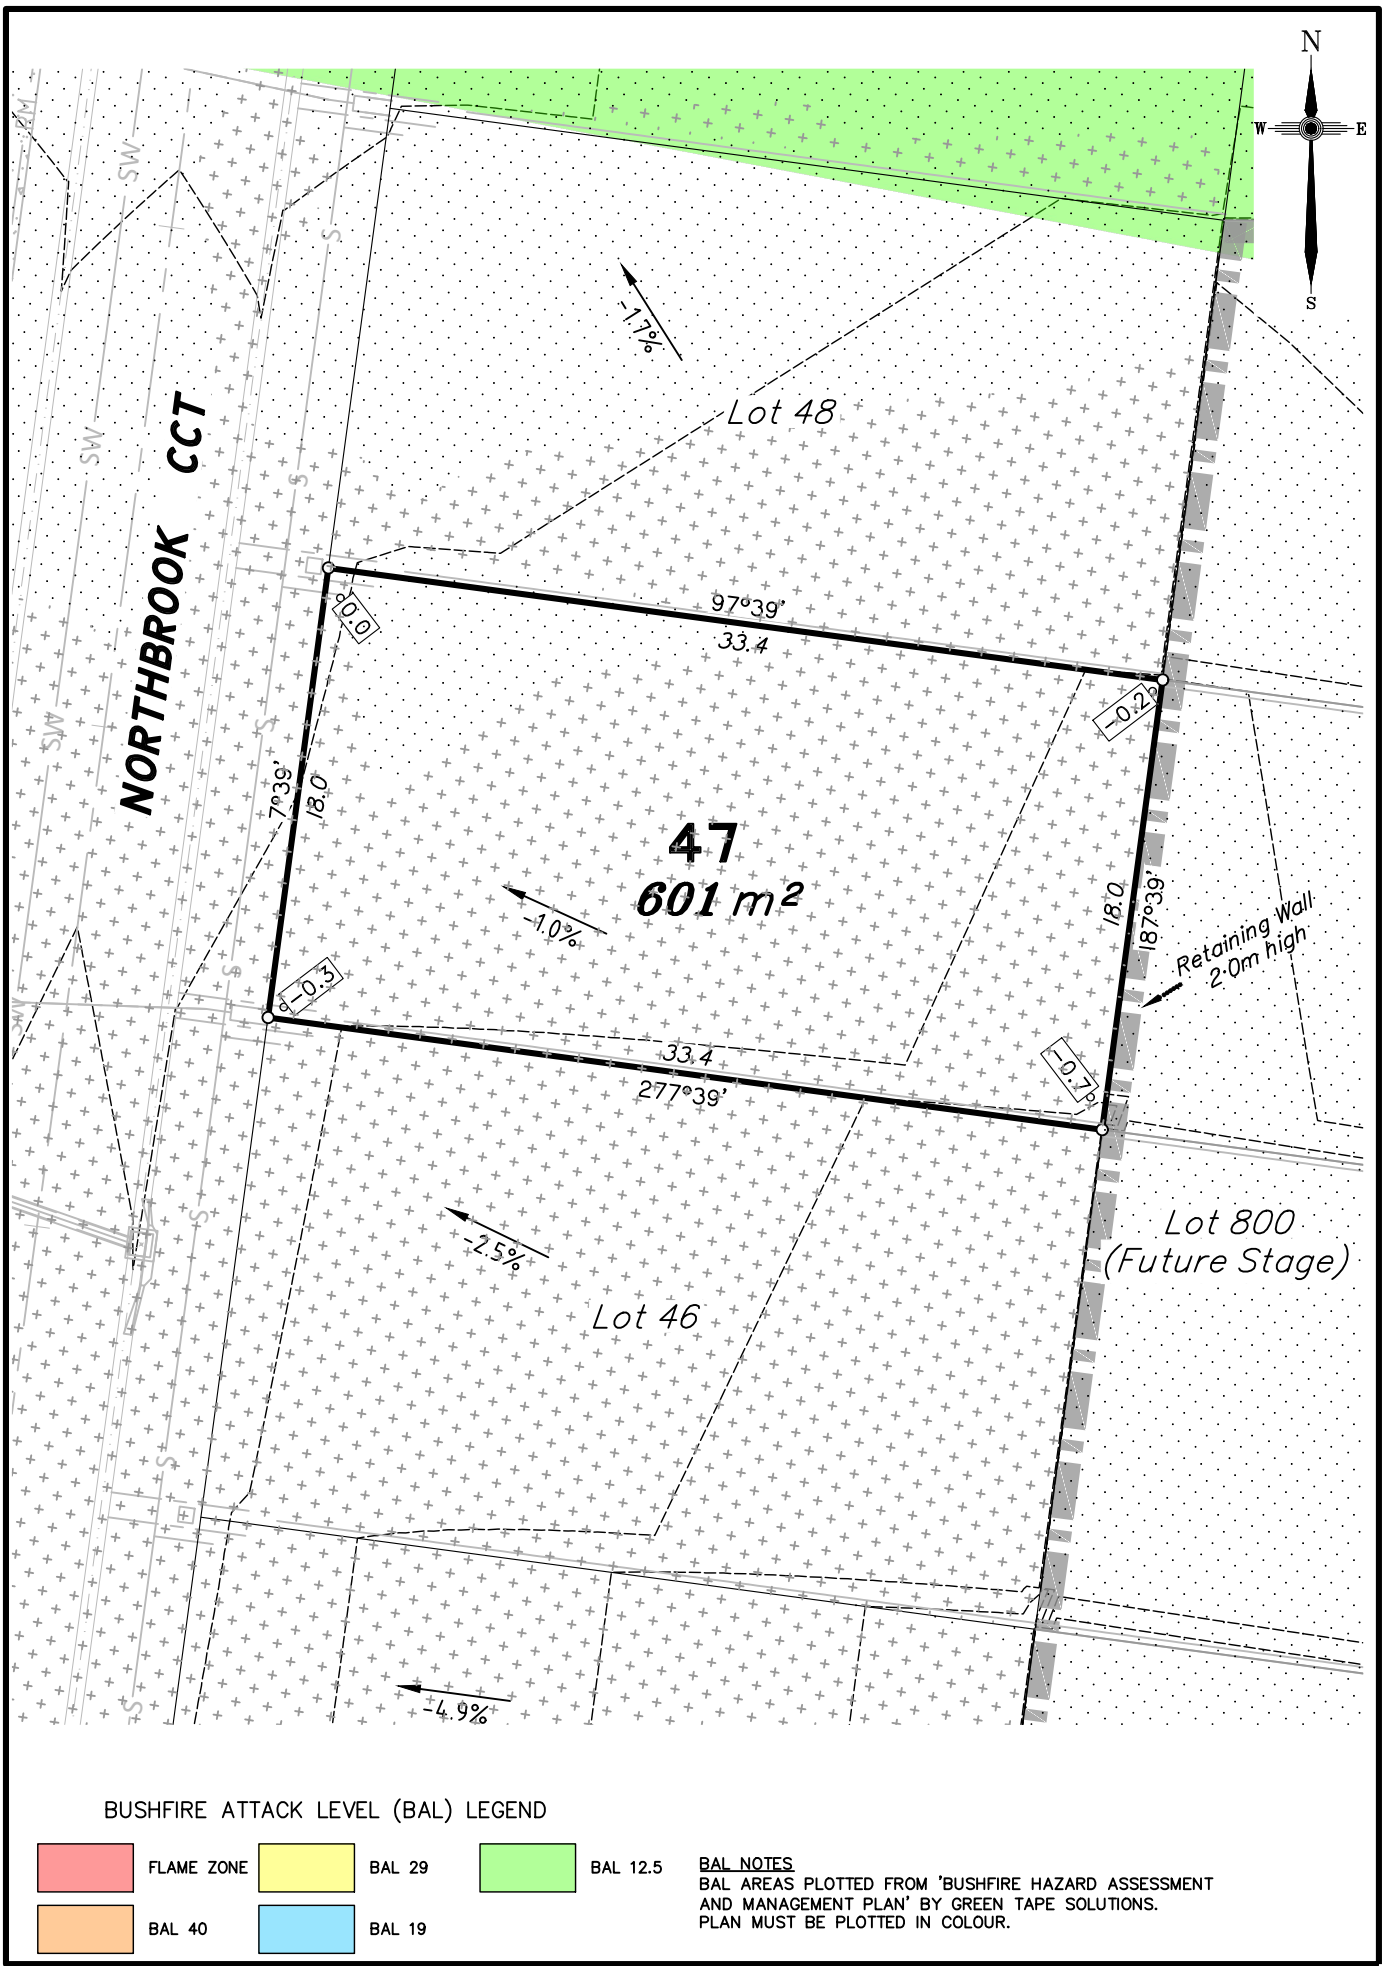 N
W
E
S
SW
SW
S
-1.7%
Lot 48
SW
S
NORTHBROOK CCT
97°39'
33.4
0.0
-0.2
SW
S
7°39'
18.0
47
601 m²
-1.0%
18.0
187°39'
Retaining Wall
2.0m high
S
-0.3
SW
33.4
277°39'
-0.7
S
-2.5%
Lot 800
(Future Stage)
Lot 46
S
S
-4.9%
BUSHFIRE ATTACK LEVEL (BAL) LEGEND
FLAME ZONE
BAL 29
BAL 12.5
BAL 40
BAL 19
BAL NOTES
BAL AREAS PLOTTED FROM 'BUSHFIRE HAZARD ASSESSMENT
AND MANAGEMENT PLAN' BY GREEN TAPE SOLUTIONS.
PLAN MUST BE PLOTTED IN COLOUR.